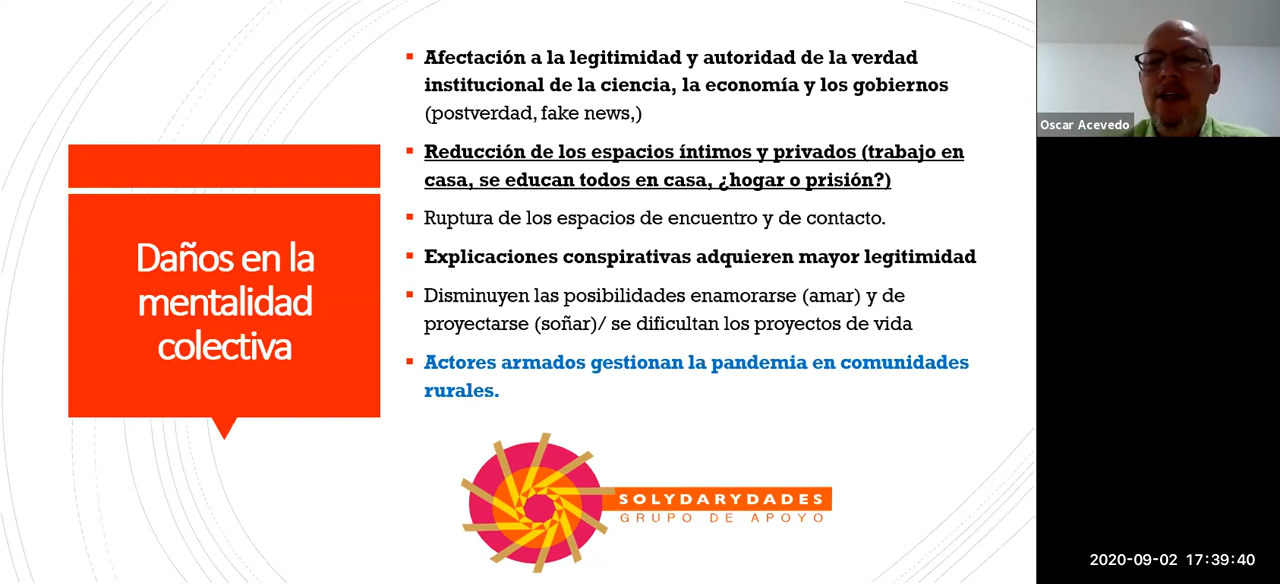 Daños en la
mentalidad
colectiva
Afectación a la legitimidad y autoridad de la verdad
institucional de la ciencia, la economía y los gobiernos
(postverdad, fake news,)
Reducción de los espacios íntimos y privados (trabajo en
casa, se educan todos en casa, ¿hogar o prisión?)
Ruptura de los espacios de encuentro y de contacto.
Explicaciones conspirativas adquieren mayor legitimidad
Disminuyen las posibilidades enamorarse (amar) y de
proyectarse (soñar)/ se dificultan los proyectos de vida
Actores armados gestionan la pandemia en comunidades
rurales.
SOLYDARYDADES
GRUPO DE APOYO
Oscar Acevedo
2020-09-02 17:39:40